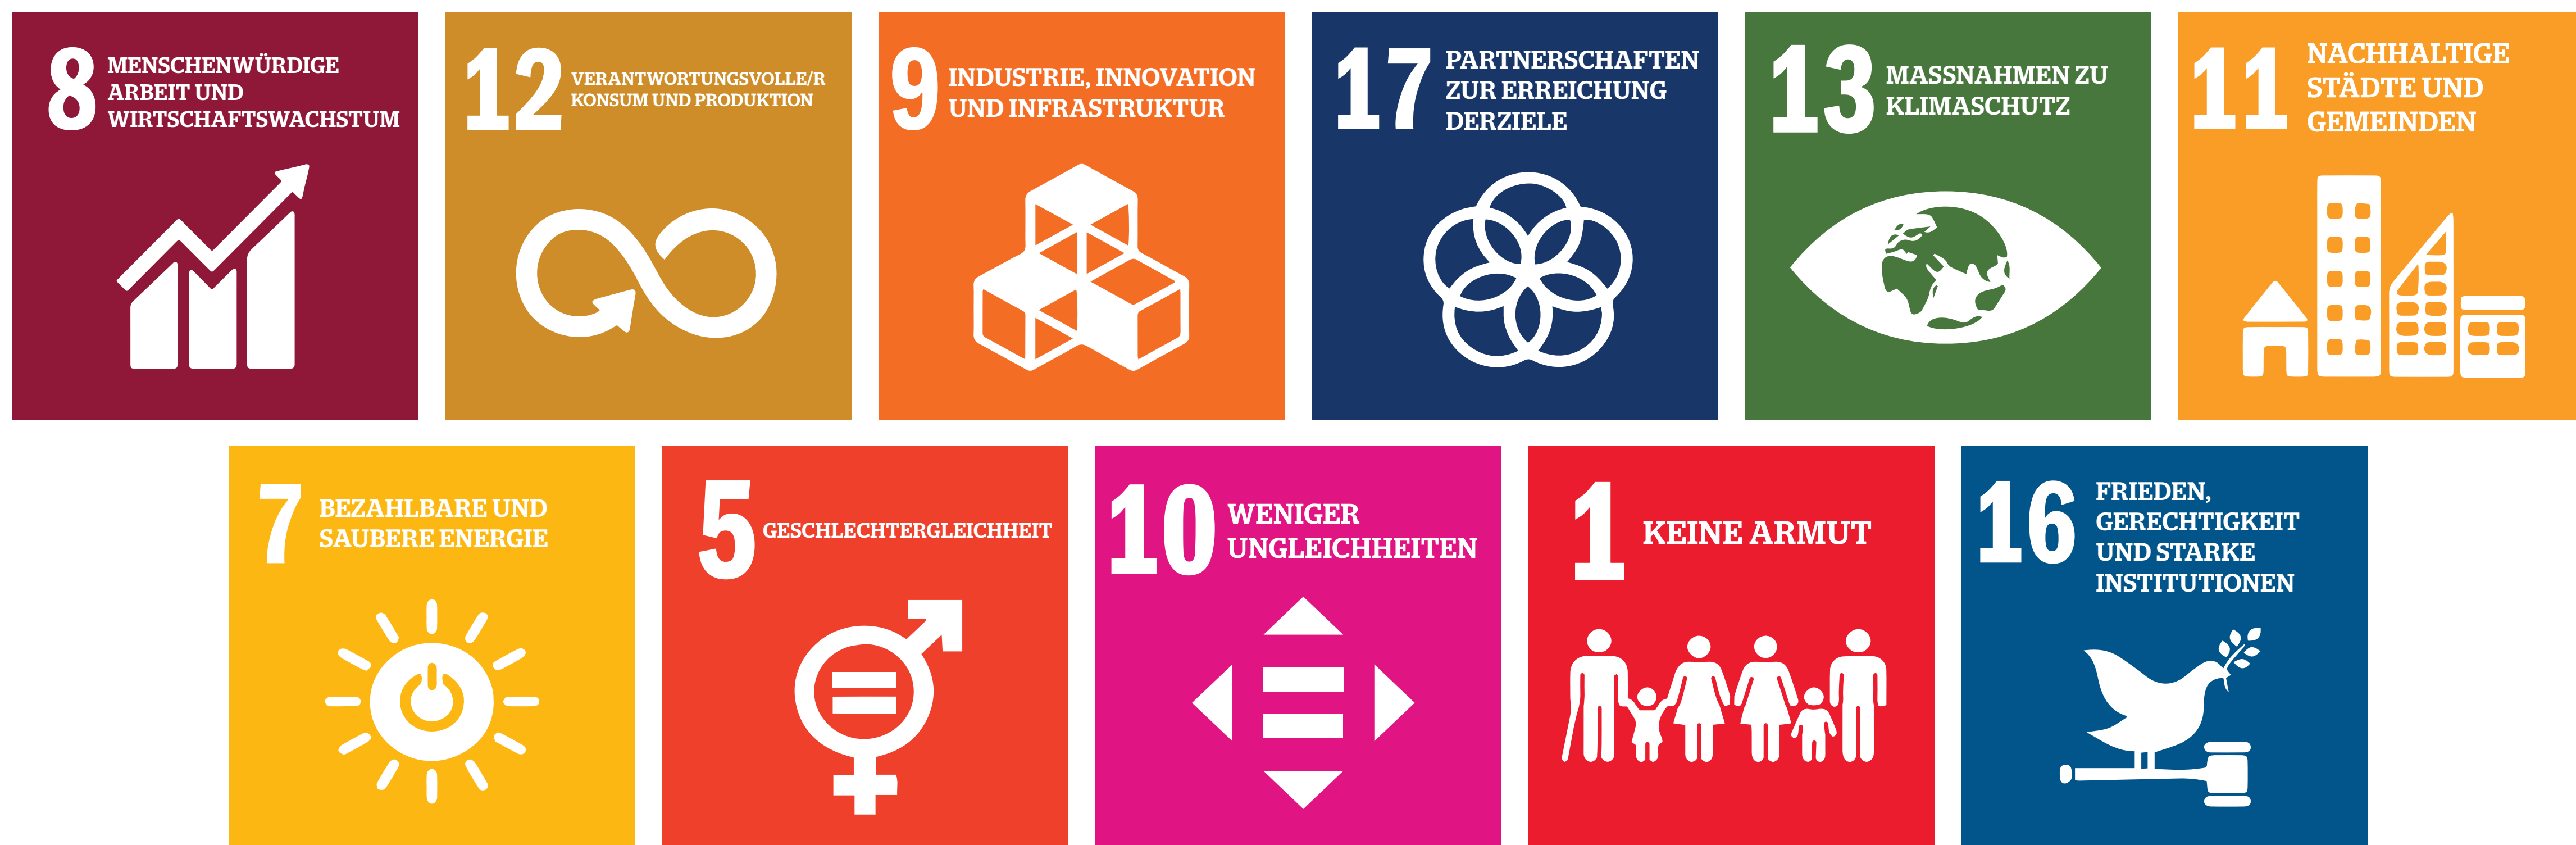 8 MENSCHENWÜRDIGE
ARBEIT UND
WIRTSCHAFTSWACHSTUM
12 VERANTWORTUNGSVOLLE/R
KONSUM UND PRODUKTION
9 INDUSTRIE, INNOVATION
UND INFRASTRUKTUR
17 PARTNERSCHAFTEN
ZUR ERREICHUNG
DERZIELE
13 MASSNAHMEN ZU
KLIMASCHUTZ
11 NACHHALTIGE
STÄDTE UND
GEMEINDEN
7 BEZAHLBARE UND
SAUBERE ENERGIE
5 GESCHLECHTERGLEICHHEIT
10 WENIGER
UNGLEICHHEITEN
1 KEINE ARMUT
16 FRIEDEN,
GERECHTIGKEIT
UND STARKE
INSTITUTIONEN